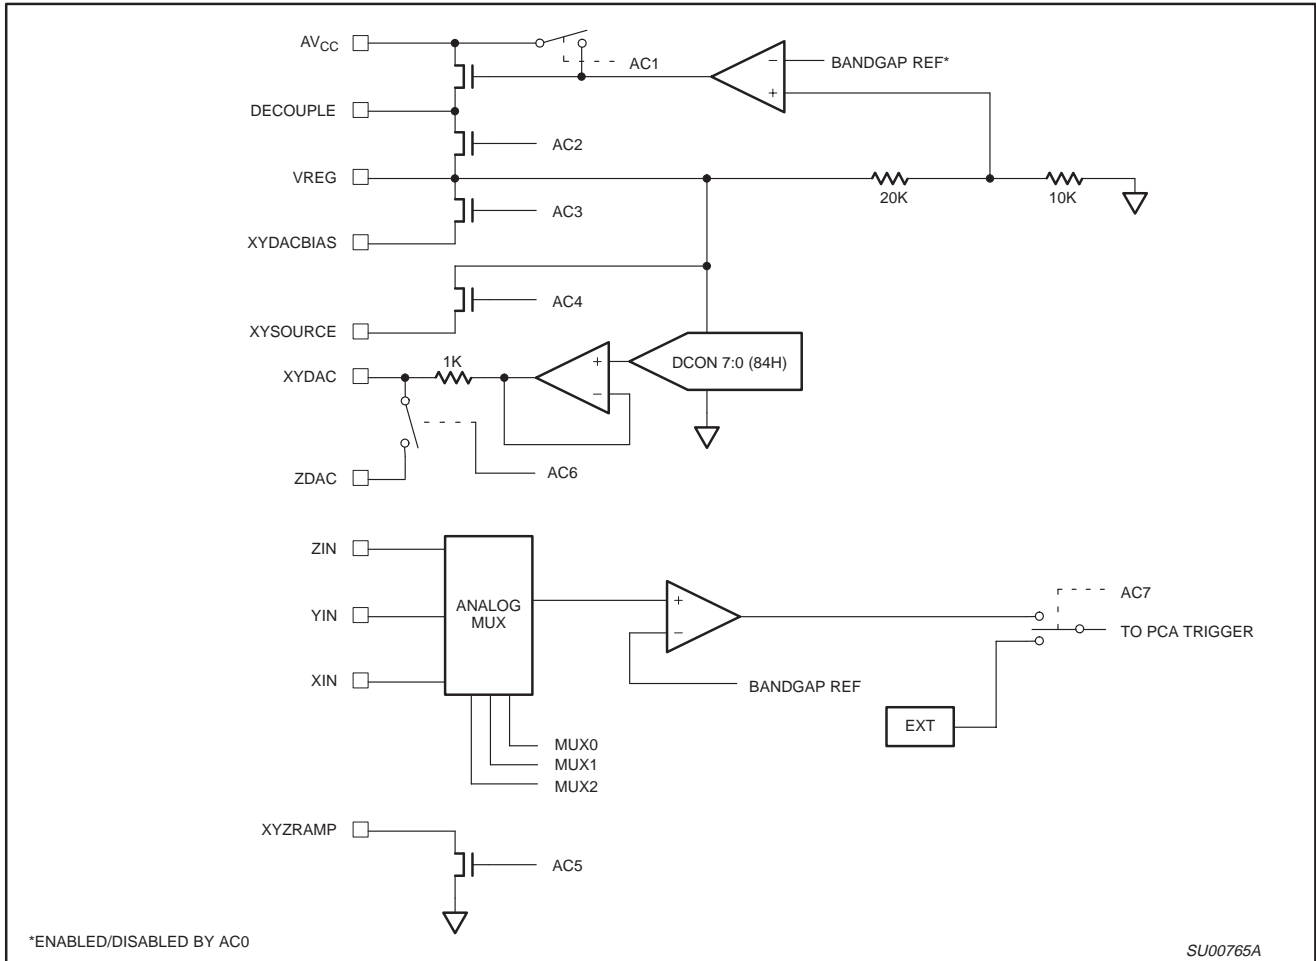 AVCC
AC1
BANDGAP REF*
−
+
DECOUPLE
AC2
VREG
20K
10K
AC3
XYDACBIAS
AC4
XYSOURCE
1K
DCON 7:0 (84H)
+
−
XYDAC
AC6
ZDAC
ZIN
AC7
ANALOG
MUX
+
−
YIN
TO PCA TRIGGER
XIN
BANDGAP REF
EXT
MUX0
MUX1
MUX2
XYZRAMP
AC5
*ENABLED/DISABLED BY AC0
SU00765A